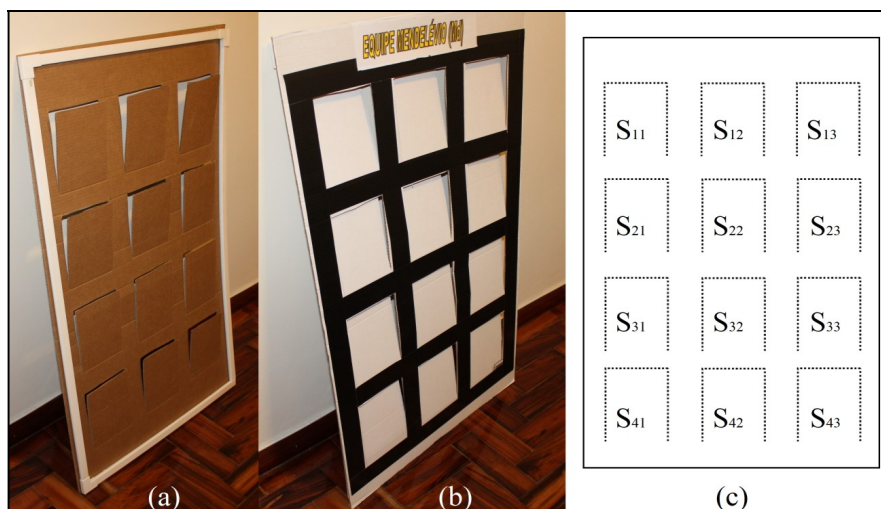 EQUIPE MENDELÉVIO (Md)
S11 S12 S13
S21 S22 S23
S31 S32 S33
S41 S42 S43
(a) (b) (c)